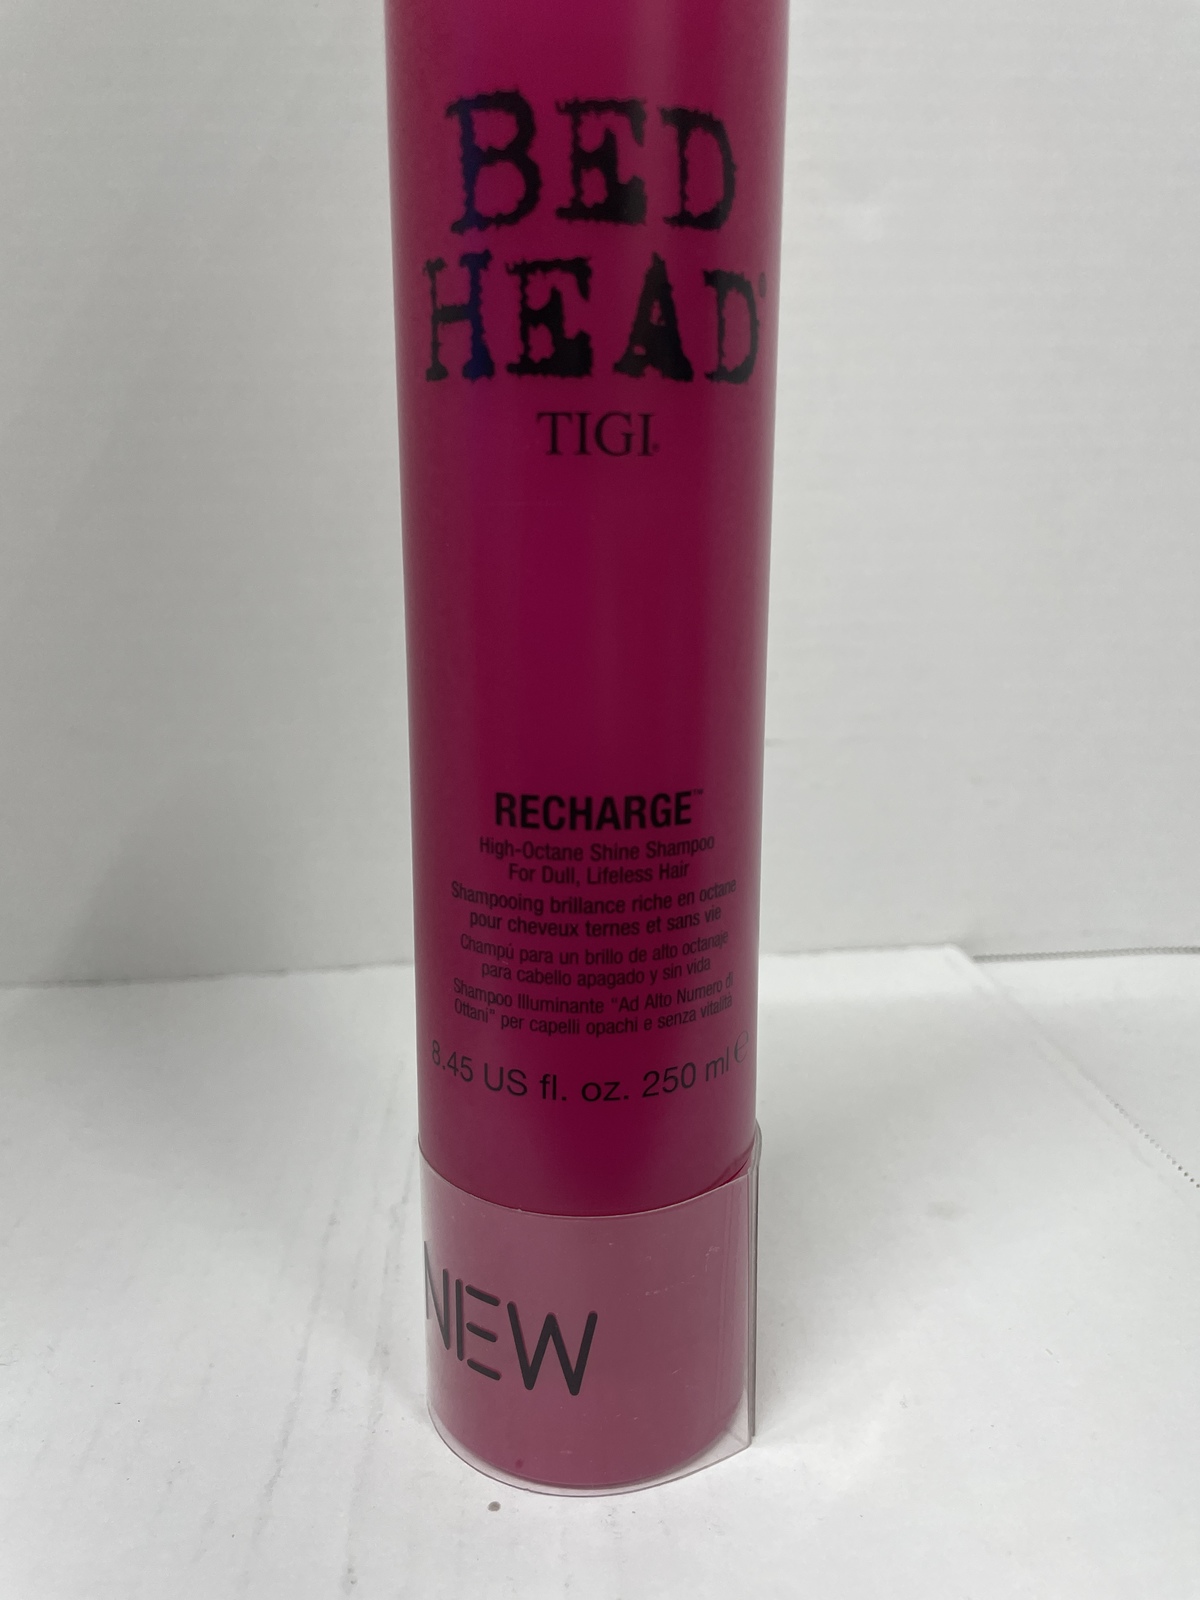 BED
HEAD®
TIGI®
RECHARGE™
High-Octane Shine Shampoo
For Dull, Lifeless Hair
Shampooing brillance riche en octane
pour cheveux ternes et sans vie
Champú para un brillo de alto octanaje
para cabello apagado y sin vida
Shampoo Illuminante "Ad Alto Numero di
Ottani" per capelli opachi e senza vitalità
8.45 US fl. oz. 250 ml ℮
NEW